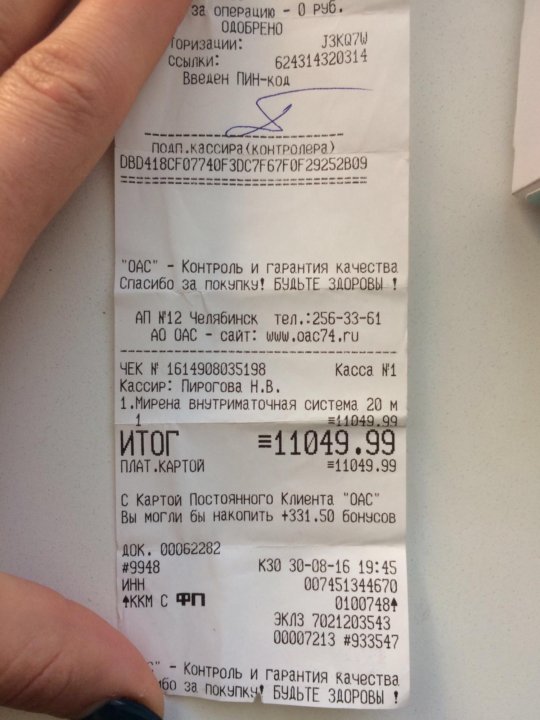 за операцию - 0 Руб.
ОДОБРЕНО
торизации: J3KQ7W
ссылки: 624314320314
Введен ПИН-код
подп.кассира(контролера)
DBD418CF07740F3DC7F67F0F29252B09
"ОАС" - Контроль и гарантия качества
Спасибо за покупку! БУДЬТЕ ЗДОРОВЫ !
АП №12 Челябинск тел.:256-33-61
АО ОАС - сайт: www.oac74.ru
ЧЕК № 1614908035198 Касса №1
Кассир: Пирогова Н.В.
1.Мирена внутриматочная система 20 м
1 ≡11049.99
ИТОГ ≡11049.99
ПЛАТ.КАРТОЙ ≡11049.99
С Картой Постоянного Клиента "ОАС"
Вы могли бы накопить +331.50 бонусов
ДОК. 00062282
#9948 К30 30-08-16 19:45
ИНН 007451344670
↑ККМ С ФП 0100748↑
ЭКЛЗ 7021203543
00007213 #933547
С" - Контроль и гарантия качества
ибо за покупку! БУДЬТЕ ЗДОРОВЫ !